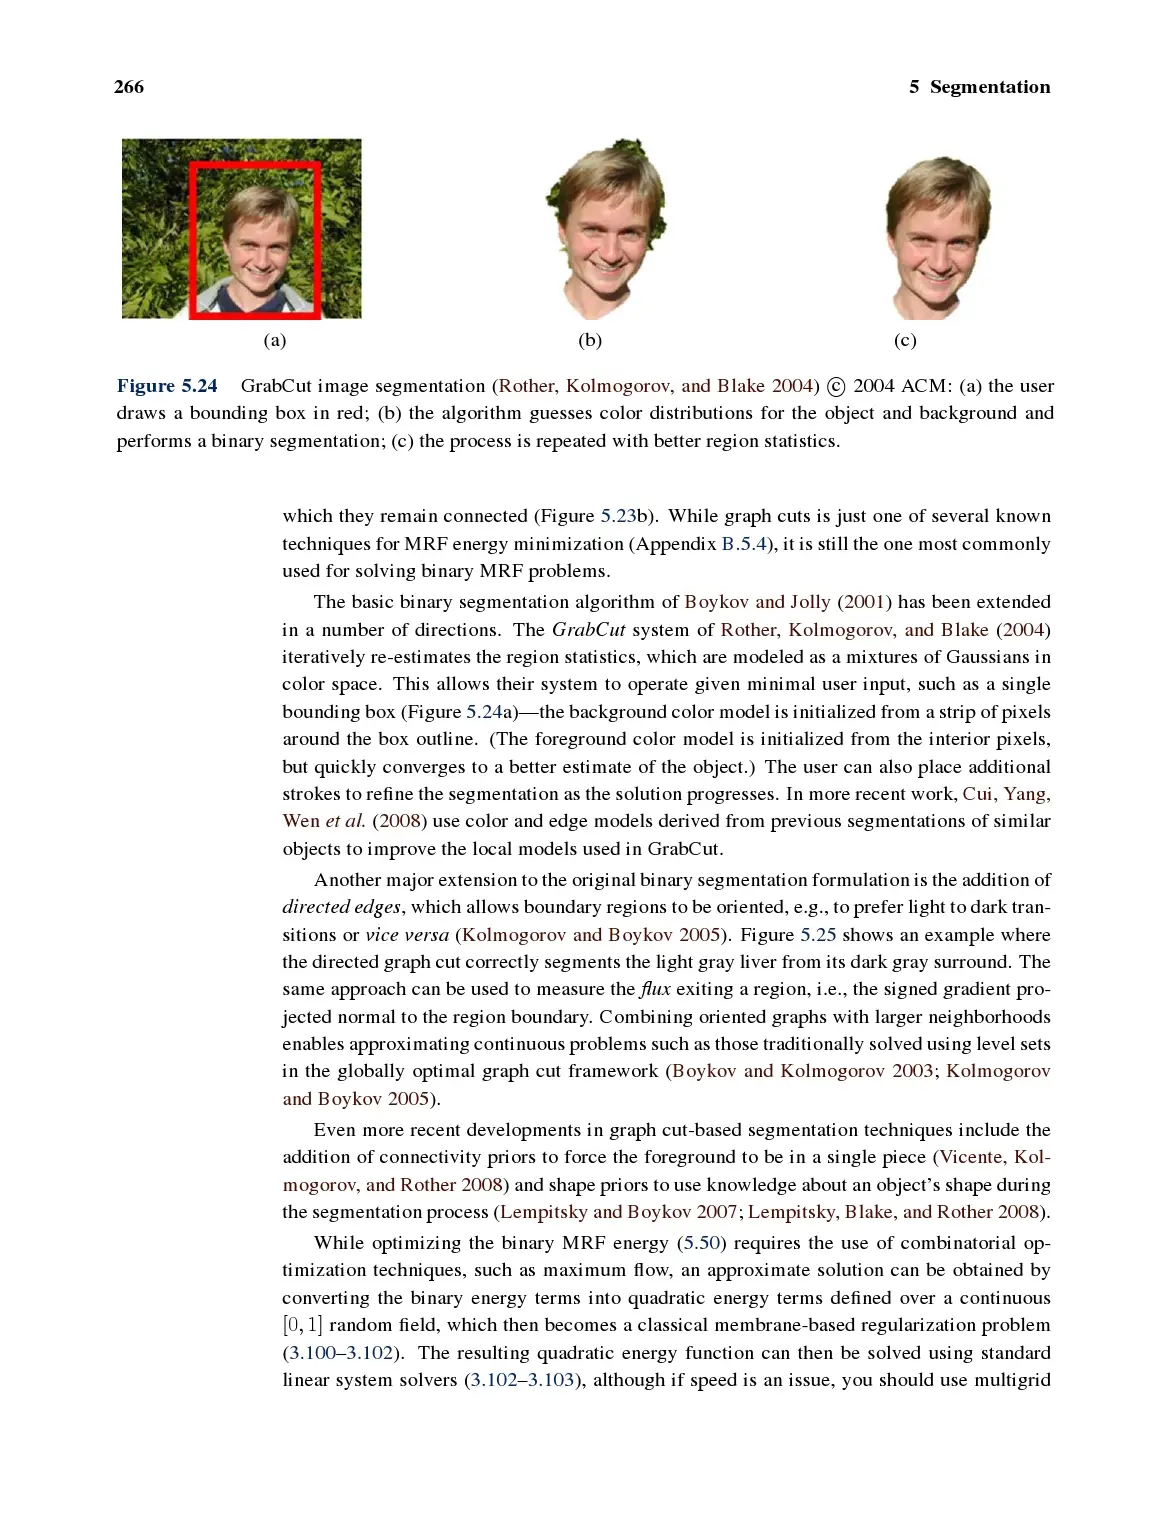 266
5 Segmentation
(a)
(b)
(c)
Figure 5.24 GrabCut image segmentation (Rother, Kolmogorov, and Blake 2004) © 2004 ACM: (a) the user
draws a bounding box in red; (b) the algorithm guesses color distributions for the object and background and
performs a binary segmentation; (c) the process is repeated with better region statistics.
which they remain connected (Figure 5.23b). While graph cuts is just one of several known
techniques for MRF energy minimization (Appendix B.5.4), it is still the one most commonly
used for solving binary MRF problems.
The basic binary segmentation algorithm of Boykov and Jolly (2001) has been extended
in a number of directions. The GrabCut system of Rother, Kolmogorov, and Blake (2004)
iteratively re-estimates the region statistics, which are modeled as a mixtures of Gaussians in
color space. This allows their system to operate given minimal user input, such as a single
bounding box (Figure 5.24a)—the background color model is initialized from a strip of pixels
around the box outline. (The foreground color model is initialized from the interior pixels,
but quickly converges to a better estimate of the object.) The user can also place additional
strokes to refine the segmentation as the solution progresses. In more recent work, Cui, Yang,
Wen et al. (2008) use color and edge models derived from previous segmentations of similar
objects to improve the local models used in GrabCut.
Another major extension to the original binary segmentation formulation is the addition of
directed edges, which allows boundary regions to be oriented, e.g., to prefer light to dark tran-
sitions or vice versa (Kolmogorov and Boykov 2005). Figure 5.25 shows an example where
the directed graph cut correctly segments the light gray liver from its dark gray surround. The
same approach can be used to measure the flux exiting a region, i.e., the signed gradient pro-
jected normal to the region boundary. Combining oriented graphs with larger neighborhoods
enables approximating continuous problems such as those traditionally solved using level sets
in the globally optimal graph cut framework (Boykov and Kolmogorov 2003; Kolmogorov
and Boykov 2005).
Even more recent developments in graph cut-based segmentation techniques include the
addition of connectivity priors to force the foreground to be in a single piece (Vicente, Kol-
mogorov, and Rother 2008) and shape priors to use knowledge about an object's shape during
the segmentation process (Lempitsky and Boykov 2007; Lempitsky, Blake, and Rother 2008).
While optimizing the binary MRF energy (5.50) requires the use of combinatorial op-
timization techniques, such as maximum flow, an approximate solution can be obtained by
converting the binary energy terms into quadratic energy terms defined over a continuous
[0, 1] random field, which then becomes a classical membrane-based regularization problem
(3.100–3.102). The resulting quadratic energy function can then be solved using standard
linear system solvers (3.102–3.103), although if speed is an issue, you should use multigrid